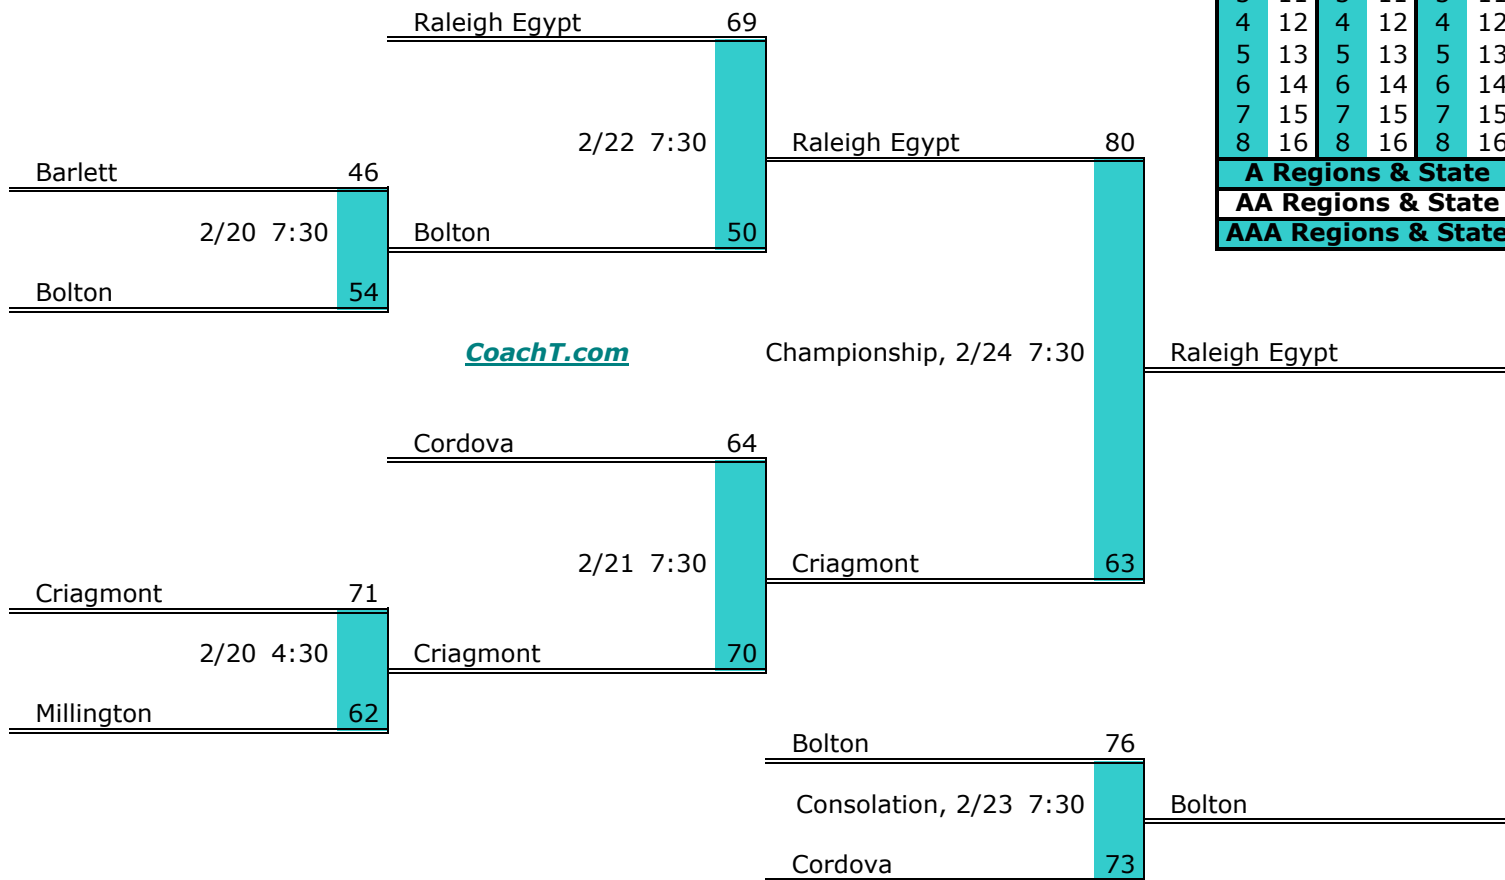 Raleigh Egypt 69
4 12 4 12 4 12
5 13 5 13 5 13
6 14 6 14 6 14
2/22 7:30 Raleigh Egypt 80
7 15 7 15 7 15
8 16 8 16 8 16
Barlett 46
A Regions & State
AA Regions & State
2/20 7:30 Bolton 50
AAA Regions & State
Bolton 54
CoachT.com Championship, 2/24 7:30 Raleigh Egypt
Cordova 64
2/21 7:30 Criagmont 63
Criagmont 71
2/20 4:30 Criagmont 70
Millington 62
Bolton 76
Consolation, 2/23 7:30 Bolton
Cordova 73